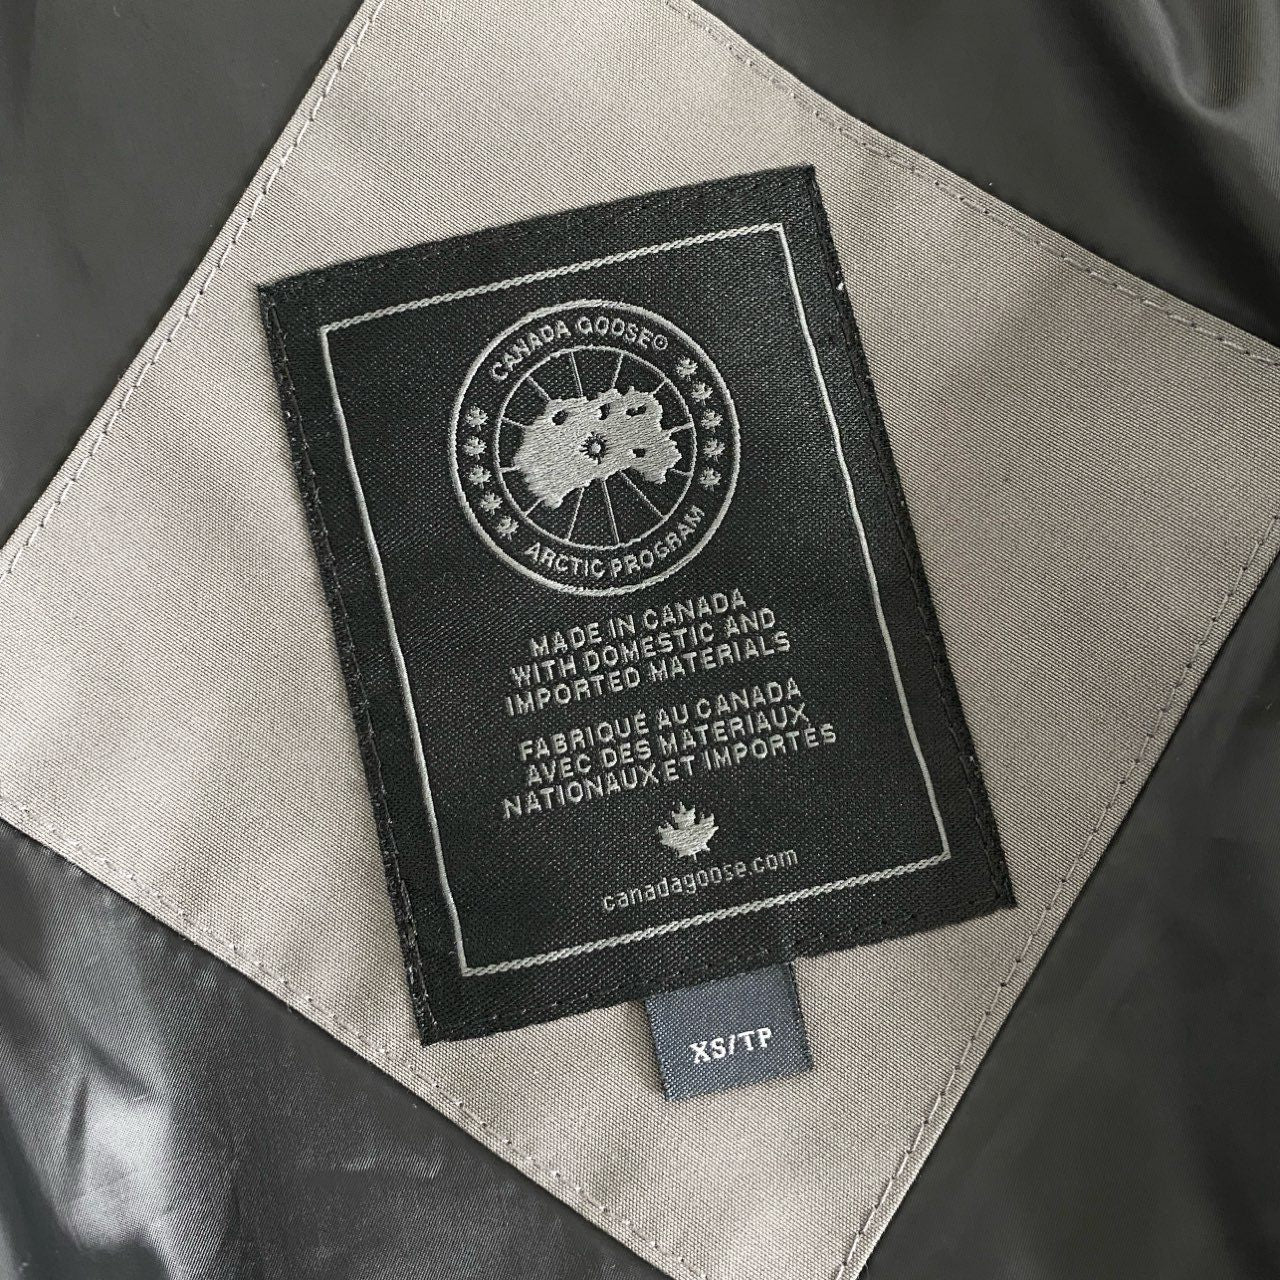 CANADA GOOSE®
ARCTIC PROGRAM
MADE IN CANADA
WITH DOMESTIC AND
IMPORTED MATERIALS
FABRIQUÉ AU CANADA
AVEC DES MATERIAUX
NATIONAUX ET IMPORTÉS
canadagoose.com
XS/TP